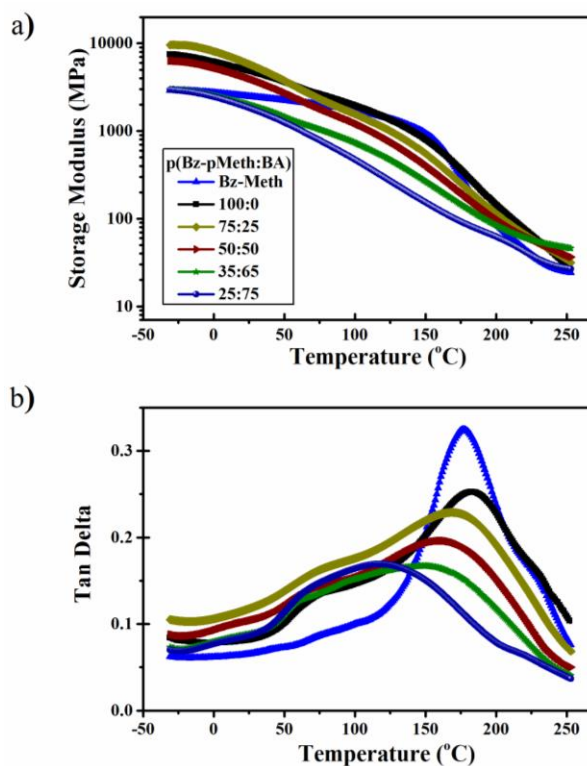 a)
Storage Modulus (MPa)
10000
1000
100
10
p(Bz-pMeth:BA)
Bz-Meth
100:0
75:25
50:50
35:65
25:75
-50 0 50 100 150 200 250
Temperature (°C)
b)
Tan Delta
0.3
0.2
0.1
0.0
-50 0 50 100 150 200 250
Temperature (°C)